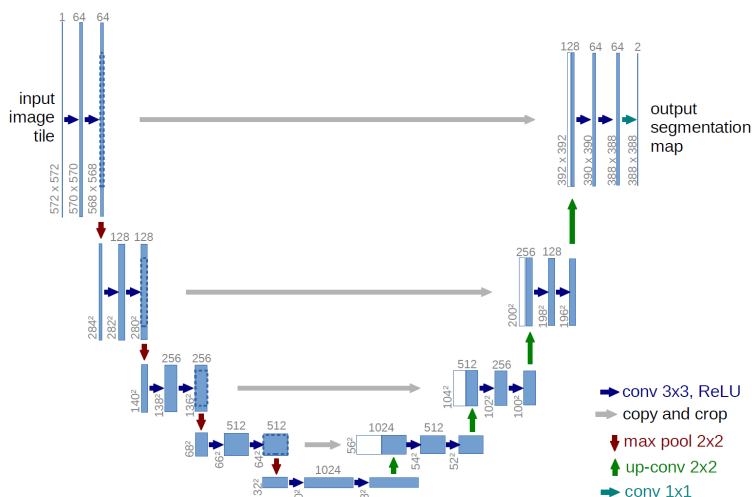 1
64
64
input
image
tile
572 x 572
570 x 570
568 x 568
128
64
64
2
392 x 392
390 x 390
388 x 388
388 x 388
output
segmentation
map
128
128
284²
282²
280²
256
128
200²
198²
196²
256
256
140²
138²
136²
512
256
104²
102²
100²
512
512
68²
66²
64²
1024
512
56²
54²
52²
1024
32²
conv 3x3, ReLU
copy and crop
max pool 2x2
up-conv 2x2
conv 1x1